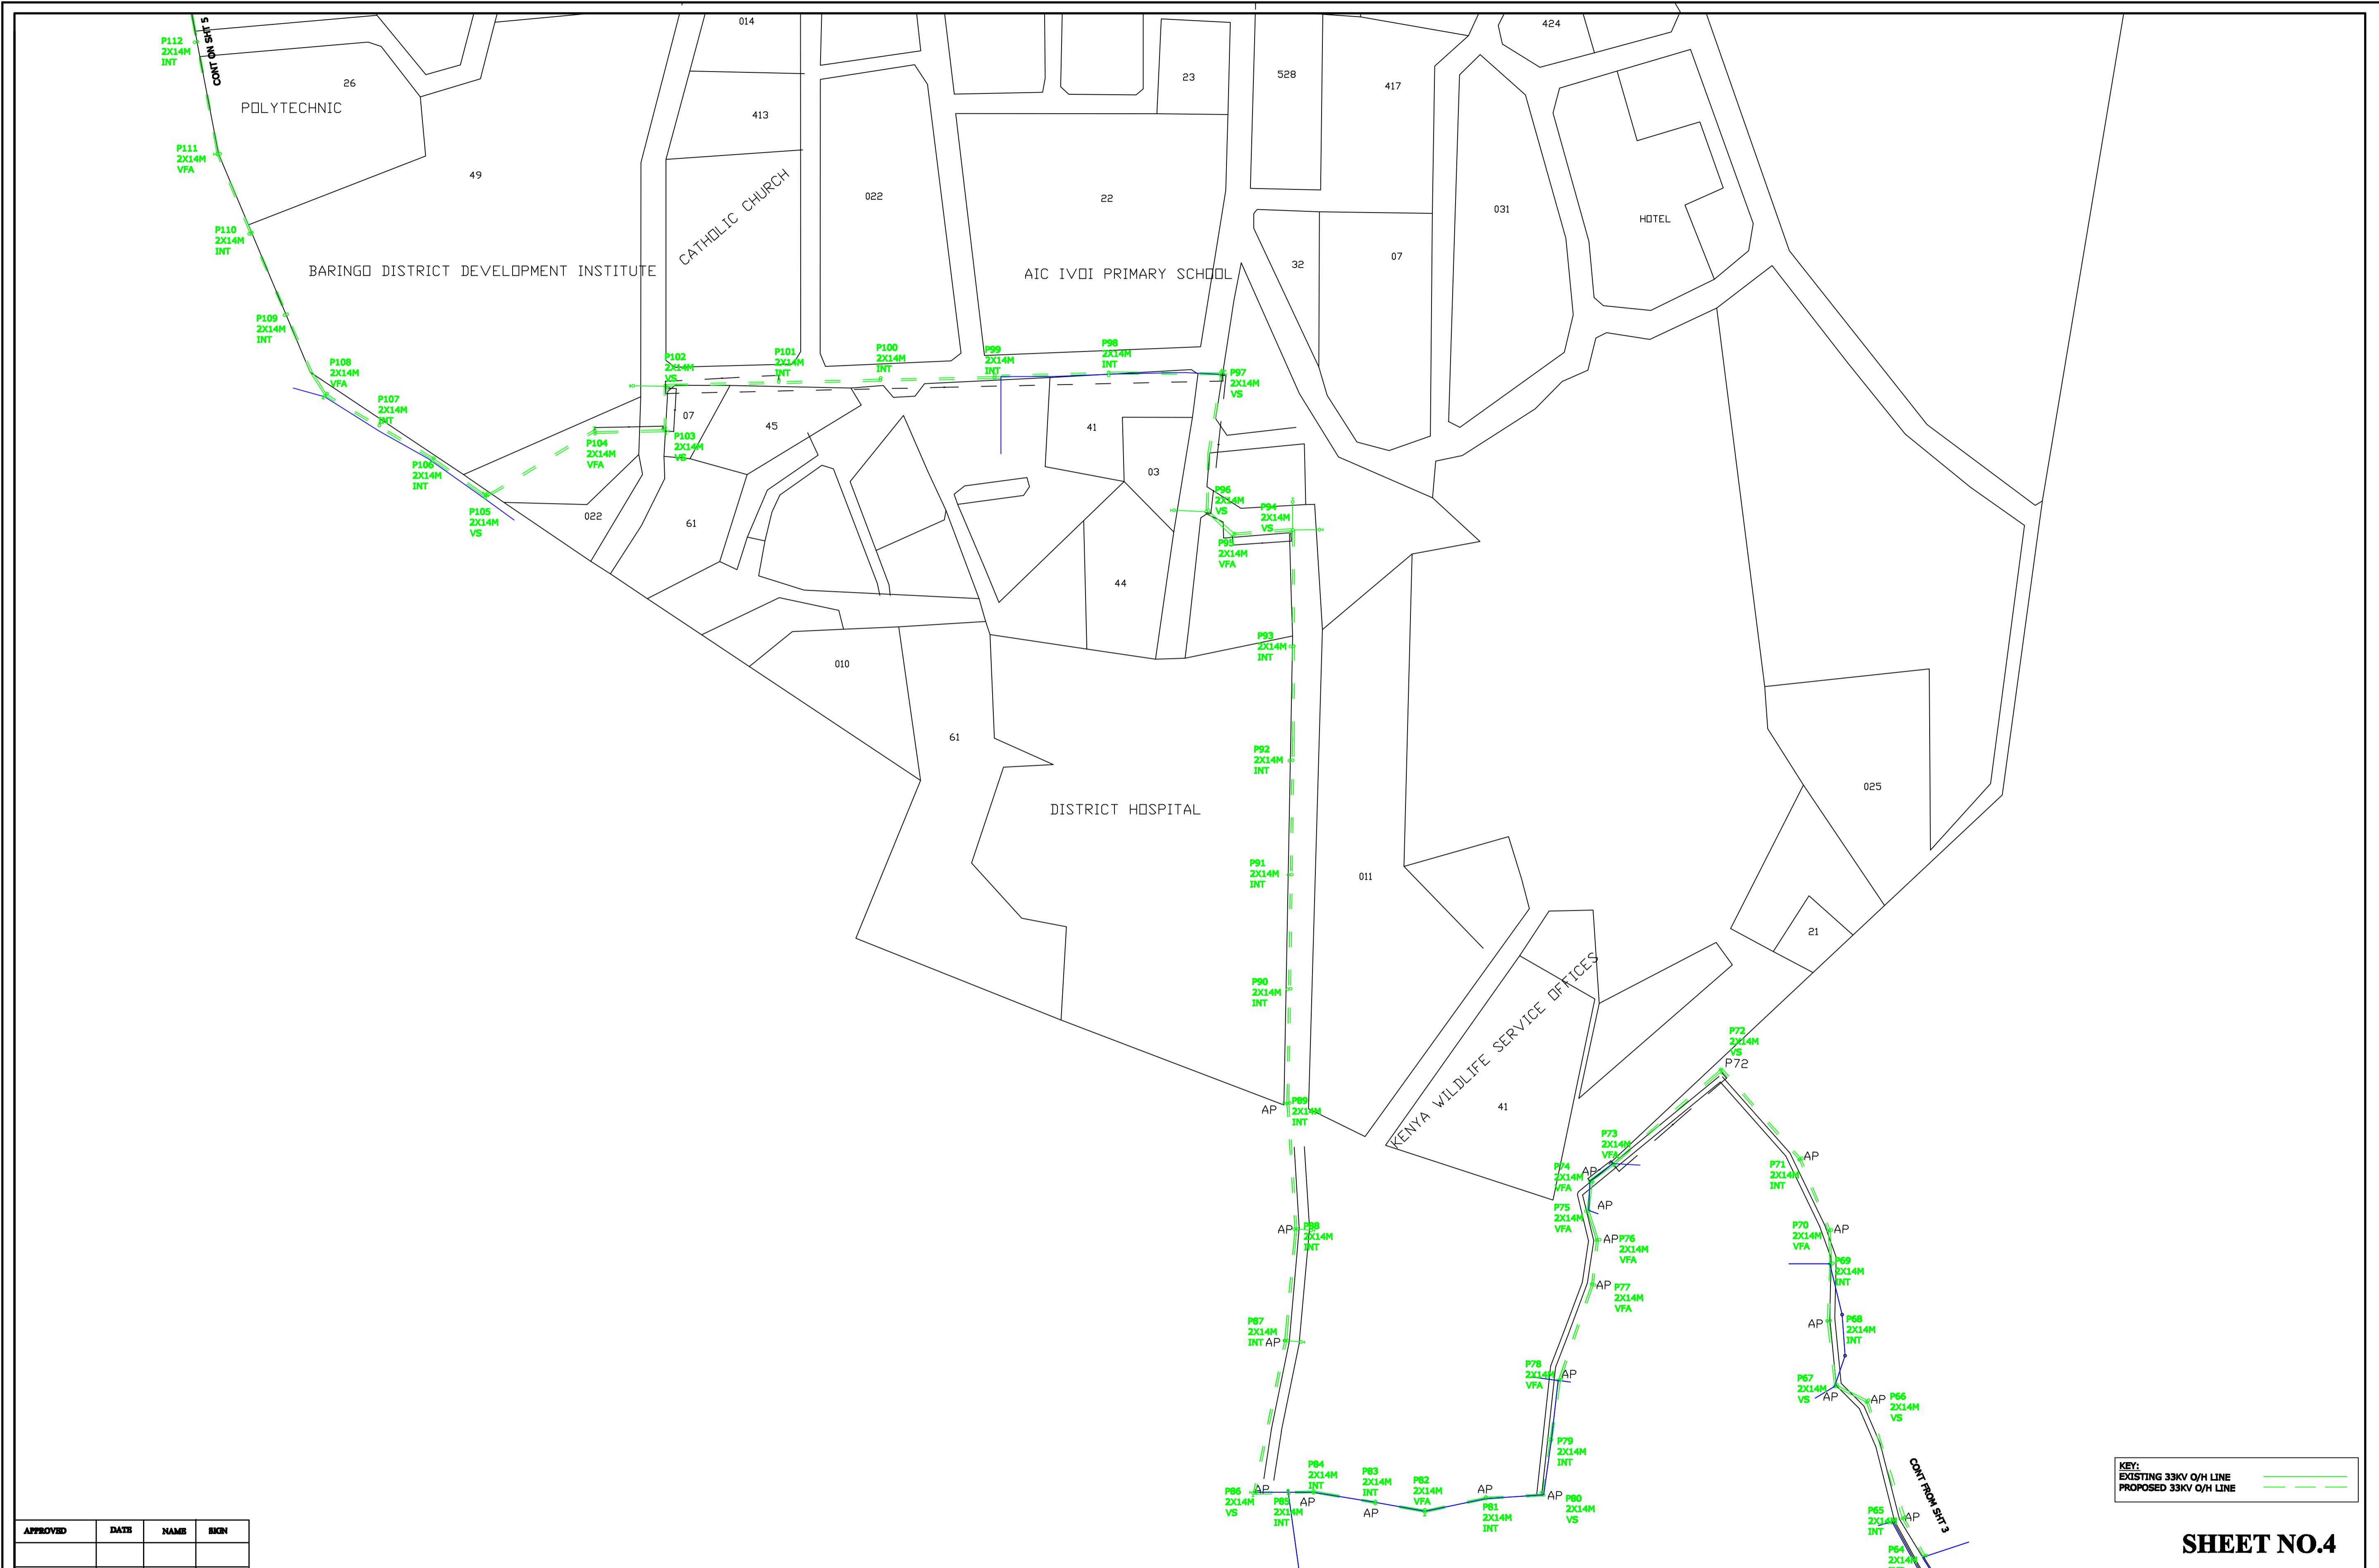 P112
2X14M
INT
CONT ON SHT 5
014
424
26
POLYTECHNIC
413
23
528
417
P111
2X14M
VFA
49
CATHOLIC CHURCH
022
22
031
HOTEL
P110
2X14M
INT
BARINGO DISTRICT DEVELOPMENT INSTITUTE
AIC IVOI PRIMARY SCHOOL
32
07
P109
2X14M
INT
P108
2X14M
VFA
P102
2X14M
VS
P101
2X14M
INT
P100
2X14M
INT
P99
2X14M
INT
P98
2X14M
INT
P97
2X14M
VS
P107
2X14M
INT
07
45
41
03
P104
2X14M
VFA
P103
2X14M
VS
P106
2X14M
INT
P105
2X14M
VS
022
61
P96
2X14M
VS
P94
2X14M
VS
P95
2X14M
VFA
44
010
P93
2X14M
INT
61
P92
2X14M
INT
DISTRICT HOSPITAL
025
P91
2X14M
INT
011
21
P90
2X14M
INT
KENYA WILDLIFE SERVICE OFFICES
41
P72
2X14M
VS
P72
AP
P89
2X14M
INT
P73
2X14M
VFA
P74
2X14M
VFA
AP
P71
2X14M
INT
AP
P75
2X14M
VFA
AP
AP
P88
2X14M
INT
AP
P76
2X14M
VFA
P70
2X14M
VFA
AP
P69
2X14M
INT
AP
P77
2X14M
VFA
P87
2X14M
INT
AP
AP
P68
2X14M
INT
P78
2X14M
VFA
AP
P67
2X14M
VS
AP
AP
P66
2X14M
VS
P79
2X14M
INT
CONT FROM SHT 3
P86
2X14M
VS
AP
P85
2X14M
INT
P84
2X14M
INT
AP
P83
2X14M
INT
AP
P82
2X14M
VFA
AP
P81
2X14M
INT
AP
P80
2X14M
VS
P65
2X14M
INT
AP
P64
2X14M
KEY:
EXISTING 33KV O/H LINE
PROPOSED 33KV O/H LINE
SHEET NO.4
APPROVED DATE NAME SIGN